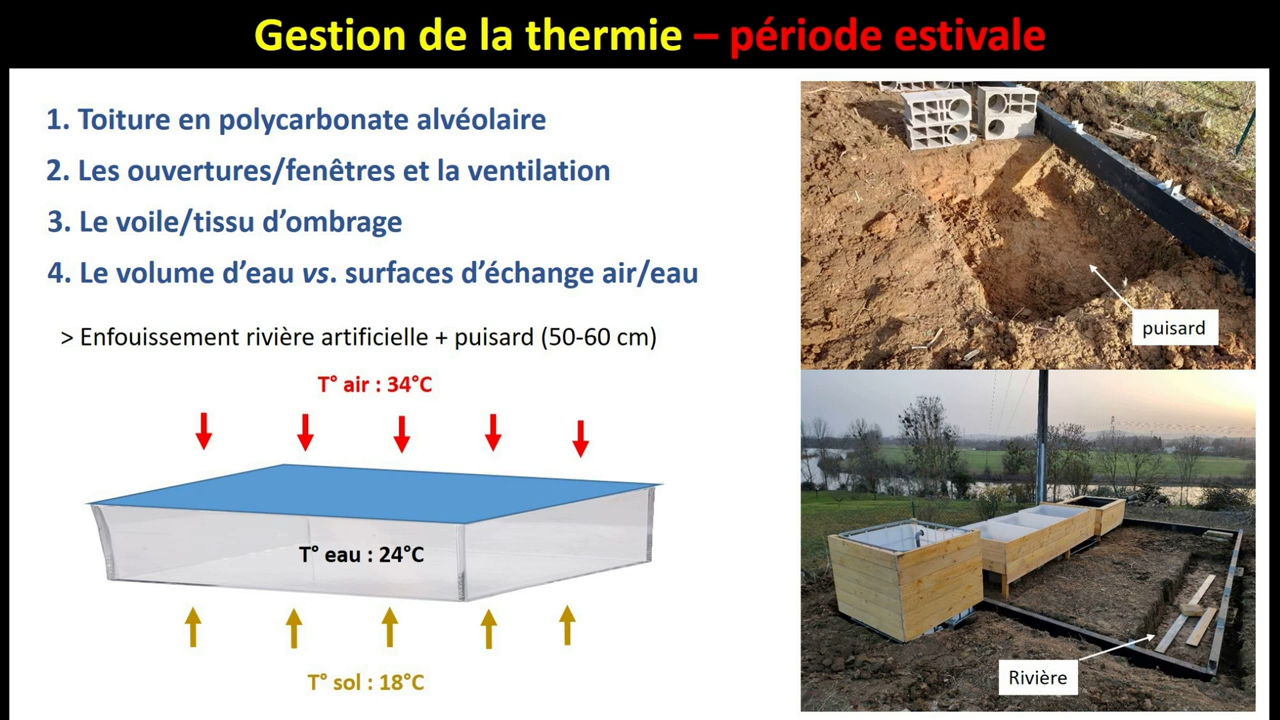 Gestion de la thermie – période estivale
1. Toiture en polycarbonate alvéolaire
2. Les ouvertures/fenêtres et la ventilation
3. Le voile/tissu d’ombrage
4. Le volume d’eau vs. surfaces d’échange air/eau
> Enfouissement rivière artificielle + puisard (50-60 cm)
T° air : 34°C
T° eau : 24°C
T° sol : 18°C
puisard
Rivière